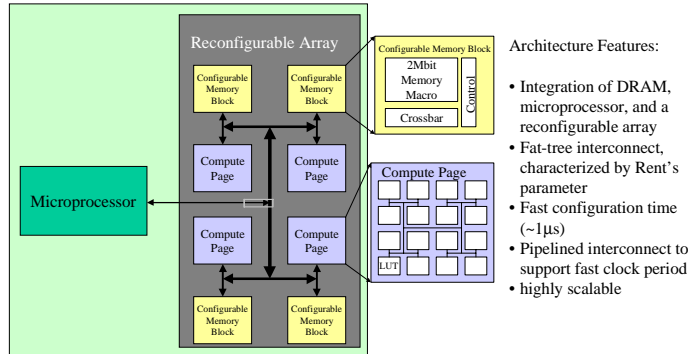 Reconfigurable Array
Configurable
Memory
Block
Configurable
Memory
Block
Compute
Page
Compute
Page
Microprocessor
Compute
Page
Compute
Page
Configurable
Memory
Block
Configurable
Memory
Block
Configurable Memory Block
2Mbit
Memory
Macro
Control
Crossbar
Compute Page
LUT
Architecture Features:
• Integration of DRAM,
microprocessor, and a
reconfigurable array
• Fat-tree interconnect,
characterized by Rent's
parameter
• Fast configuration time
(~1μs)
• Pipelined interconnect to
support fast clock period
• highly scalable